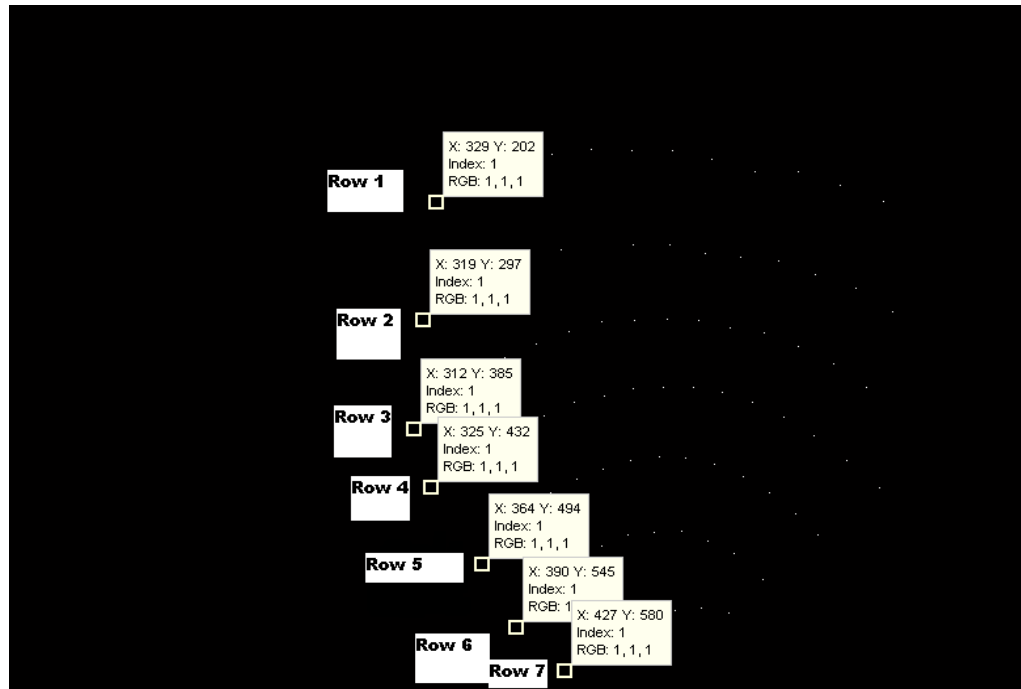 X: 329 Y: 202
Index: 1
RGB: 1, 1, 1
Row 1
X: 319 Y: 297
Index: 1
RGB: 1, 1, 1
Row 2
X: 312 Y: 385
Index: 1
RGB: 1, 1, 1
Row 3
X: 325 Y: 432
Index: 1
RGB: 1, 1, 1
Row 4
X: 364 Y: 494
Index: 1
RGB: 1, 1, 1
Row 5
X: 390 Y: 545
Index: 1
RGB: 1
Row 6
X: 427 Y: 580
Index: 1
RGB: 1, 1, 1
Row 7